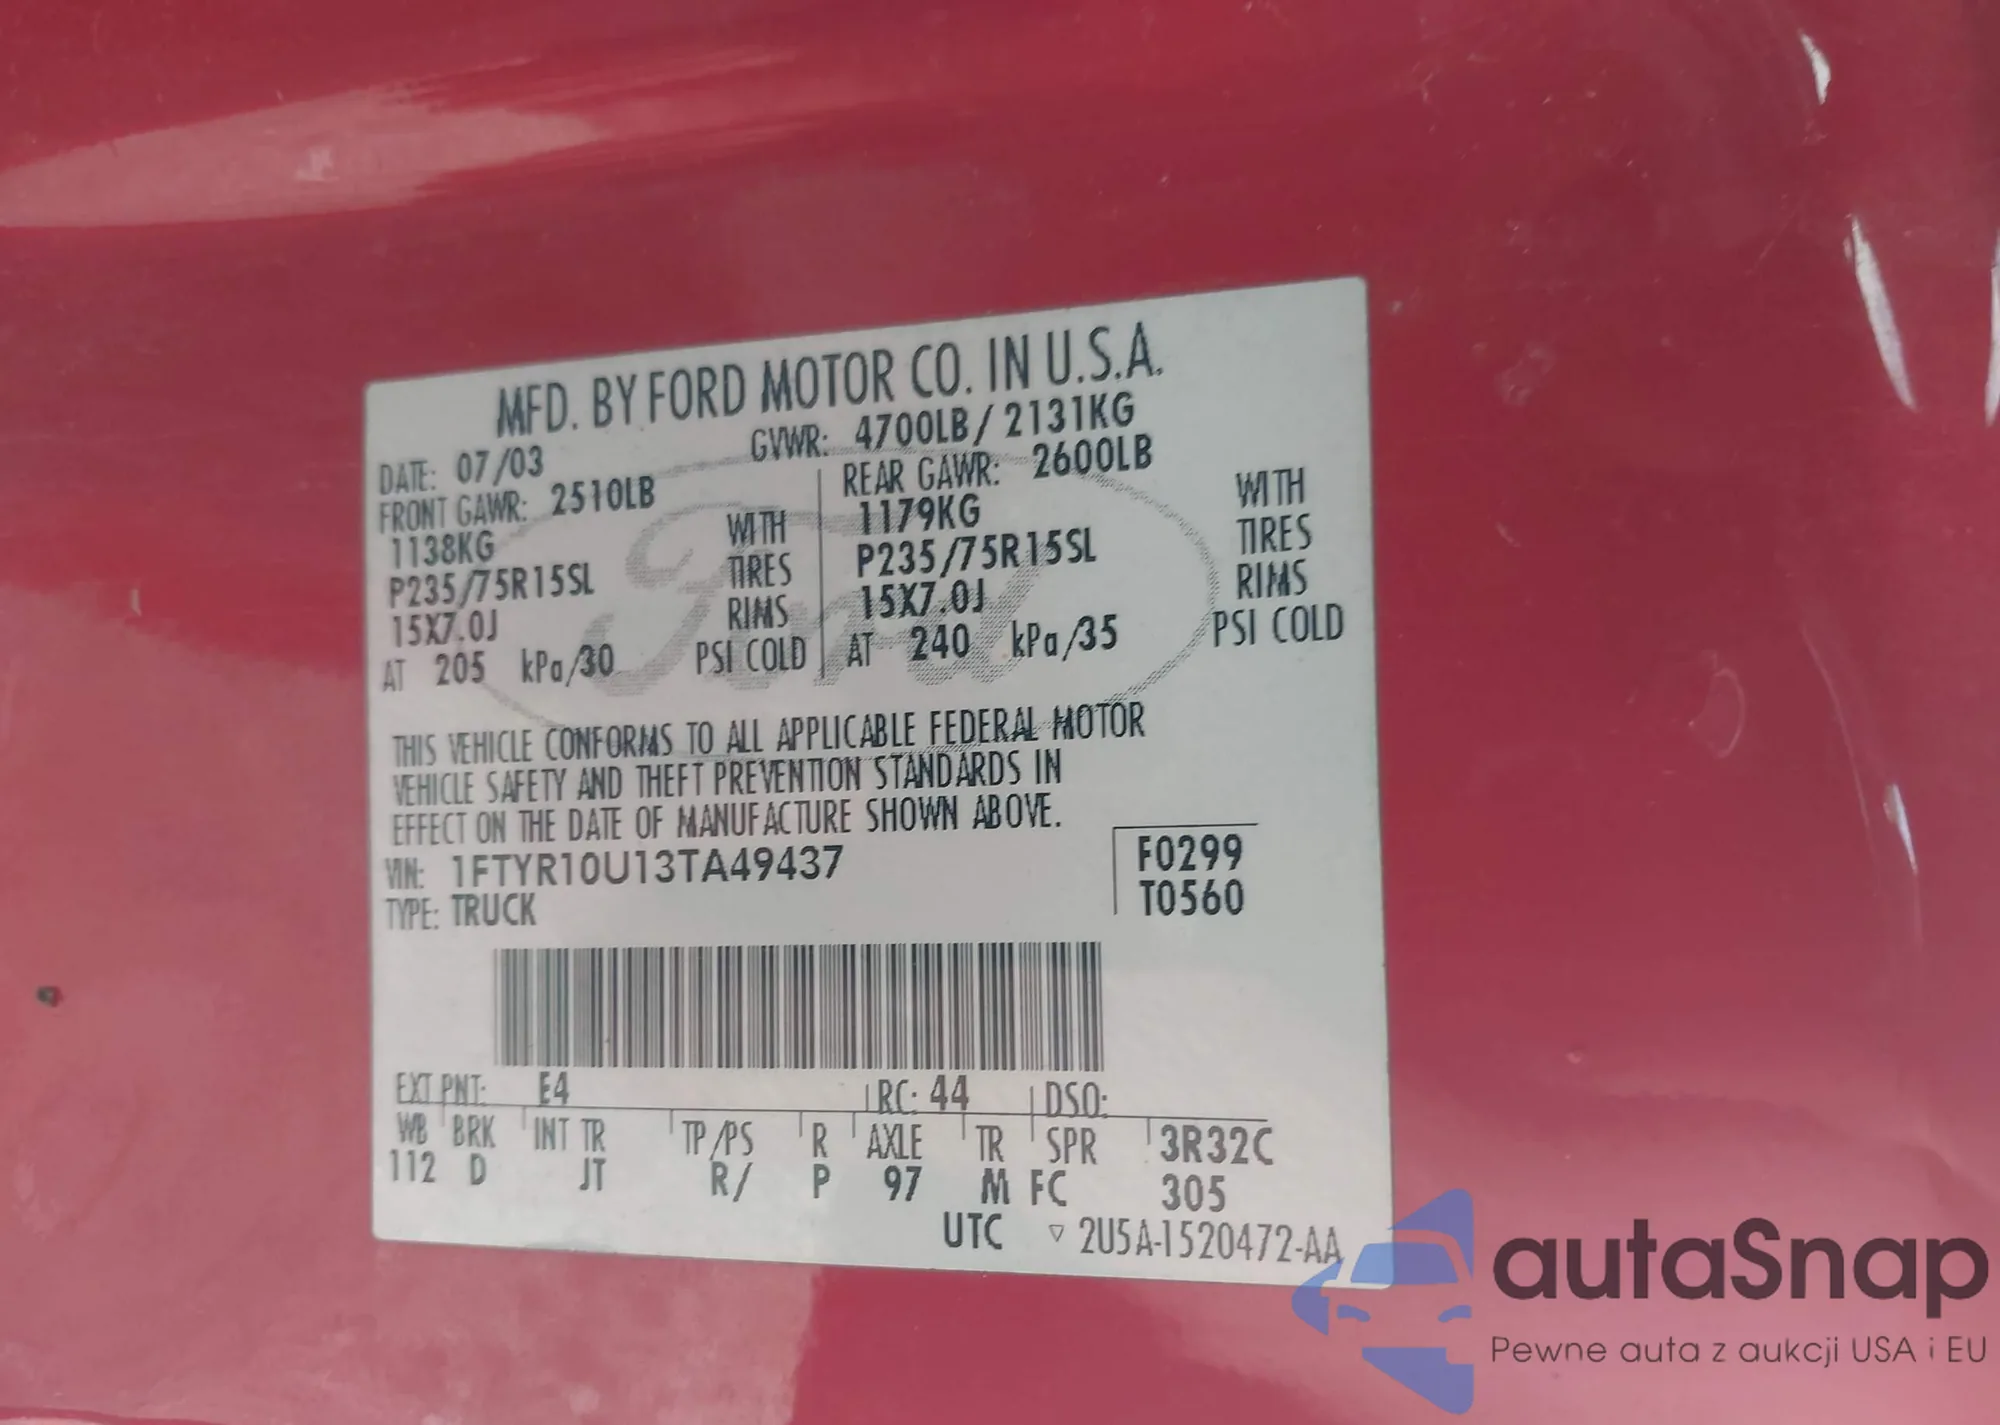 MFD. BY FORD MOTOR CO. IN U.S.A.
DATE: 07/03 GVWR: 4700LB/ 2131KG
FRONT GAWR: 2510LB REAR GAWR: 2600LB
1138KG WITH 1179KG WITH
P235/75R15SL TIRES P235/75R15SL TIRES
15X7.0J RIMS 15X7.0J RIMS
AT 205 kPa/30 PSI COLD AT 240 kPa/35 PSI COLD
Ford
THIS VEHICLE CONFORMS TO ALL APPLICABLE FEDERAL MOTOR
VEHICLE SAFETY AND THEFT PREVENTION STANDARDS IN
EFFECT ON THE DATE OF MANUFACTURE SHOWN ABOVE.
VIN: 1FTYR10U13TA49437 F0299
TYPE: TRUCK T0560
EXT PNT: E4 RC: 44 DSO:
WB BRK INT TR TP/PS R AXLE TR SPR 3R32C
112 D JT R/ P 97 M FC 305
UTC ▽ 2U5A-1520472-AA
autaSnap
Pewne auta z aukcji USA i EU